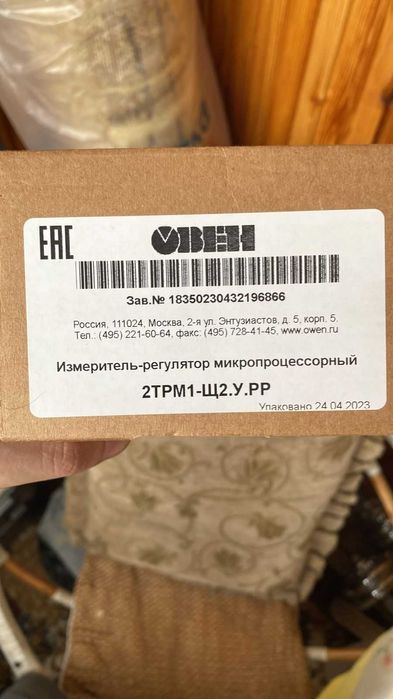 EAC
ОВЕН
Зав.№ 18350230432196866
Россия, 111024, Москва, 2-я ул. Энтузиастов, д. 5, корп. 5.
Тел.: (495) 221-60-64, факс: (495) 728-41-45, www.owen.ru
Измеритель-регулятор микропроцессорный
2ТРМ1-Щ2.У.РР
Упаковано 24.04.2023